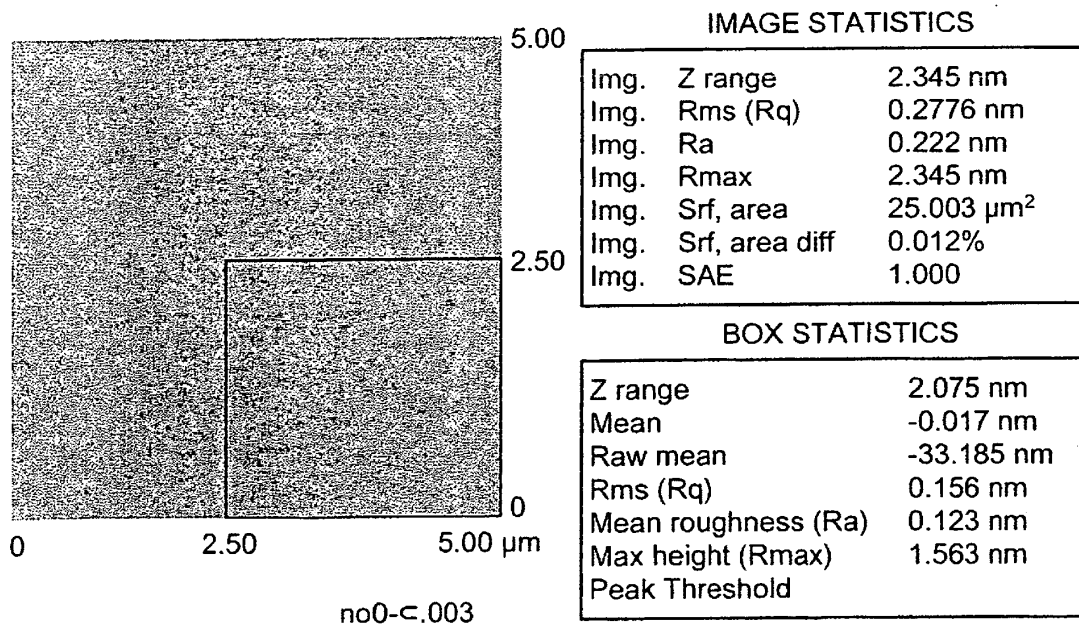 5.00
2.50
0
0 2.50 5.00 µm
no0-⊂.003
IMAGE STATISTICS
Img. Z range 2.345 nm
Img. Rms (Rq) 0.2776 nm
Img. Ra 0.222 nm
Img. Rmax 2.345 nm
Img. Srf, area 25.003 µm²
Img. Srf, area diff 0.012%
Img. SAE 1.000
BOX STATISTICS
Z range 2.075 nm
Mean -0.017 nm
Raw mean -33.185 nm
Rms (Rq) 0.156 nm
Mean roughness (Ra) 0.123 nm
Max height (Rmax) 1.563 nm
Peak Threshold